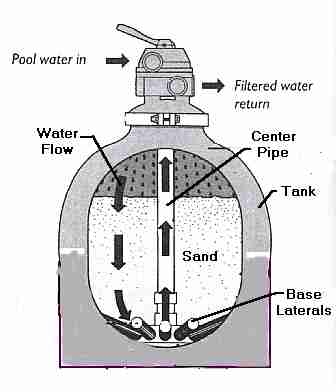 Pool water in
Filtered water
return
Water
Flow
Center
Pipe
Tank
Sand
Base
Laterals